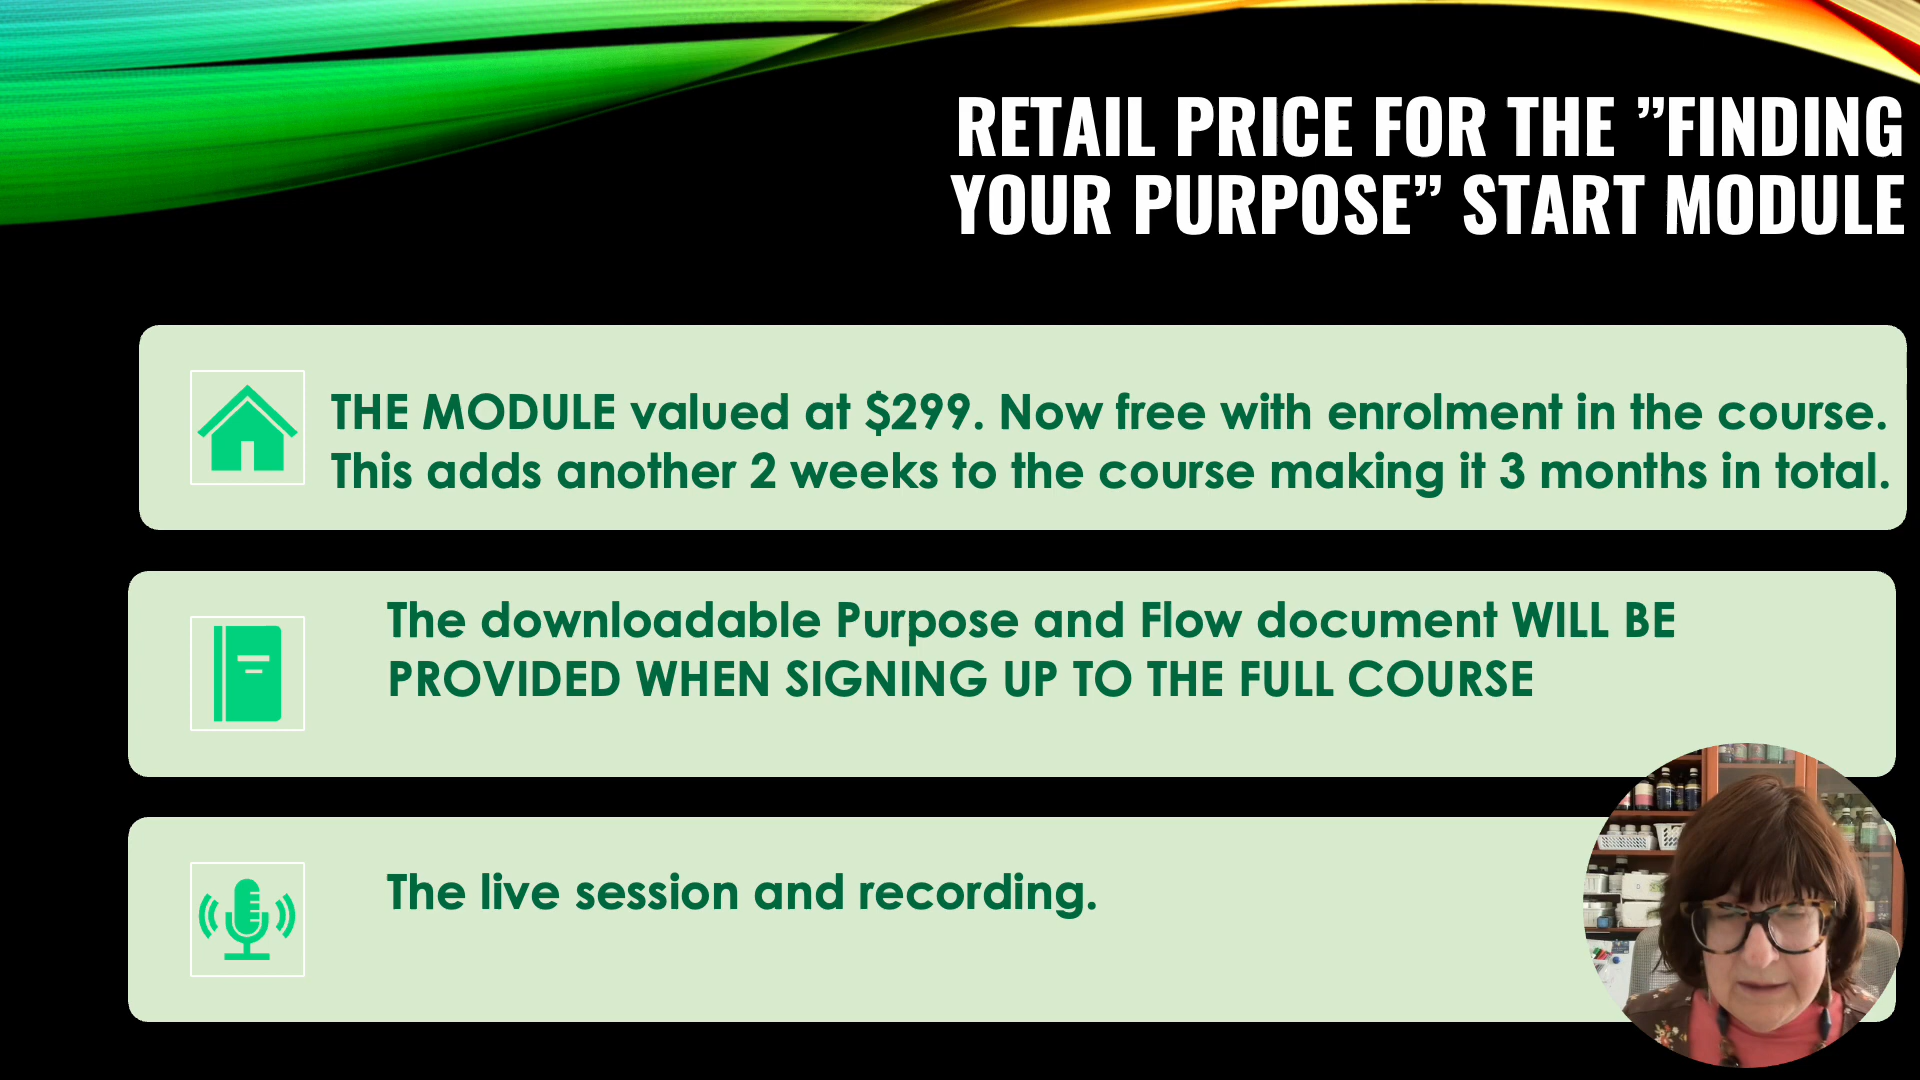 RETAIL PRICE FOR THE ”FINDING
YOUR PURPOSE” START MODULE
THE MODULE valued at $299. Now free with enrolment in the course.
This adds another 2 weeks to the course making it 3 months in total.
The downloadable Purpose and Flow document WILL BE
PROVIDED WHEN SIGNING UP TO THE FULL COURSE
The live session and recording.